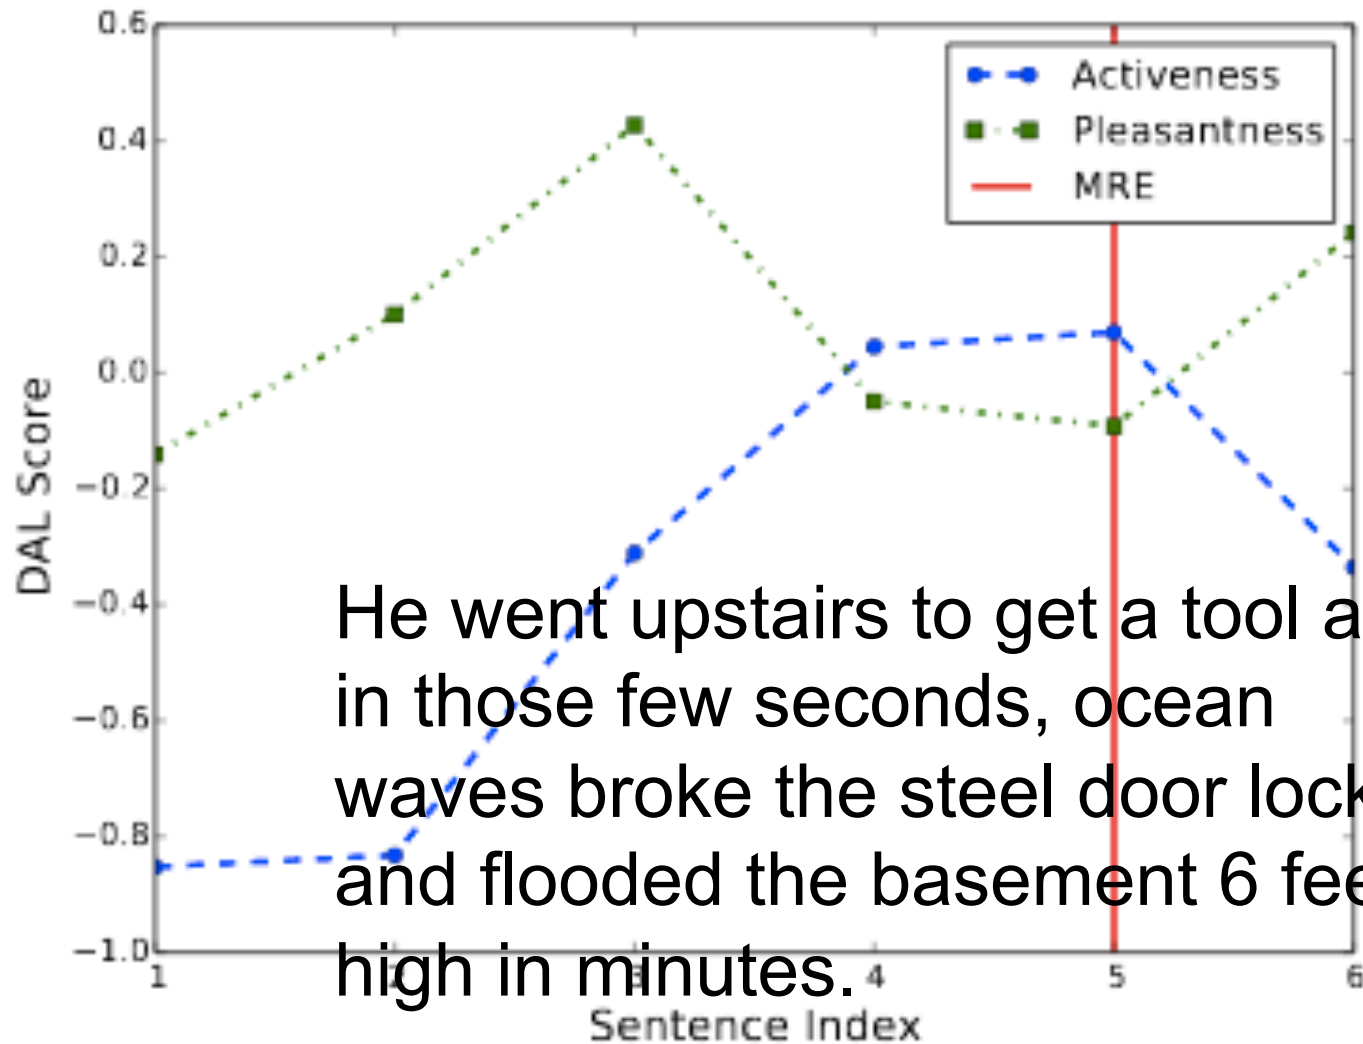 0.6
0.4
0.2
0.0
−0.2
−0.4
−0.6
−0.8
−1.0
DAL Score
Activeness
Pleasantness
MRE
He went upstairs to get a tool a
in those few seconds, ocean
waves broke the steel door lock
and flooded the basement 6 fee
high in minutes.
1
4
5
6
Sentence Index